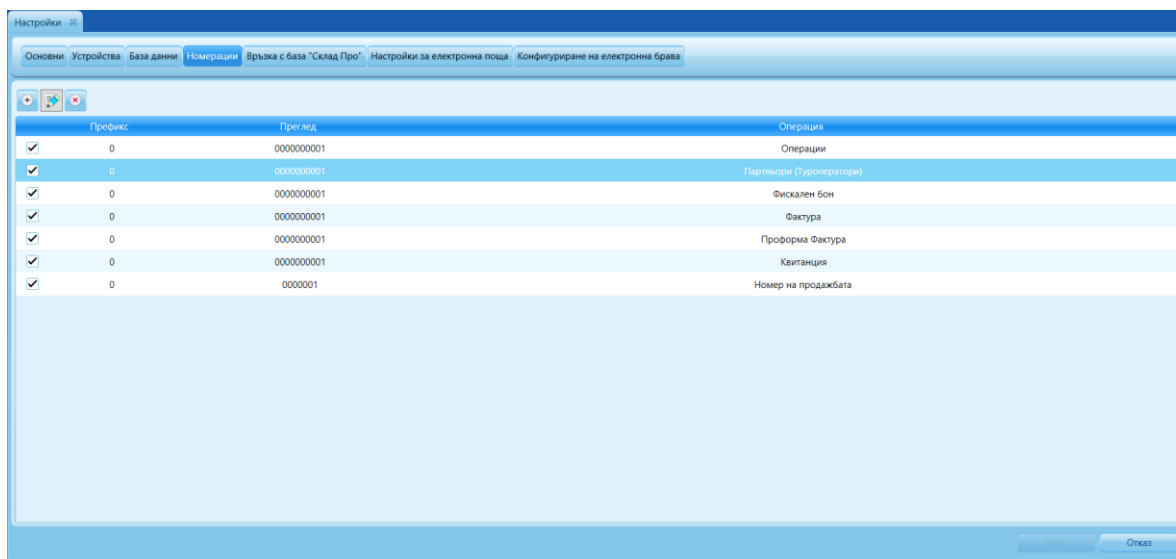 Настройки
Основни Устройства База данни Номерации Връзка с база "Склад Про" Настройки за електронна поща Конфигуриране на електронна брава
Префикс Преглед Операция
0 0000000001 Операции
0 0000000001 Партньори (Туроператори)
0 0000000001 Фискален бон
0 0000000001 Фактура
0 0000000001 Проформа Фактура
0 0000000001 Квитанция
0 0000001 Номер на продажбата
Отказ